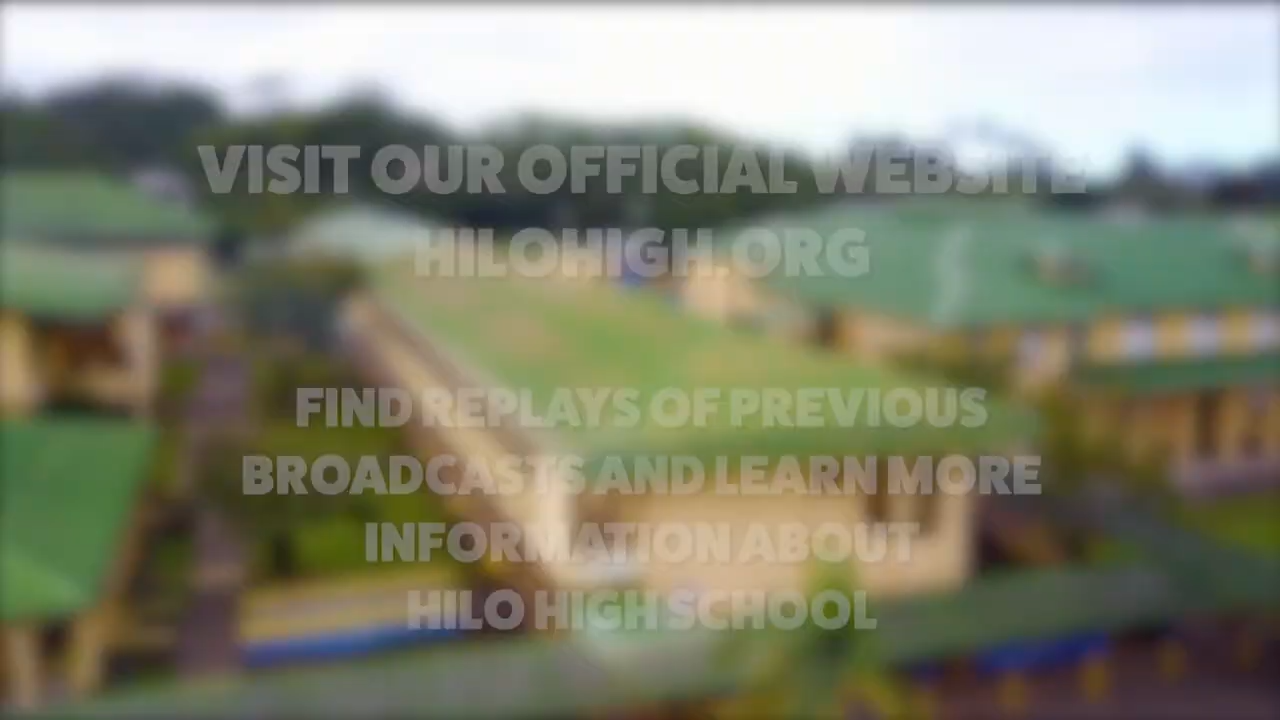 VISIT OUR OFFICIAL WEBSITE
HILOHIGH.ORG
FIND REPLAYS OF PREVIOUS
BROADCASTS AND LEARN MORE
INFORMATION ABOUT
HILO HIGH SCHOOL